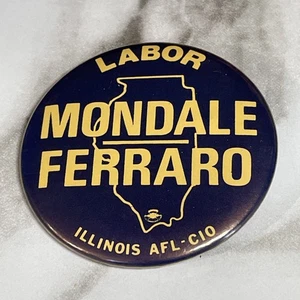 LABOR
MONDALE
FERRARO
ILLINOIS AFL-CIO